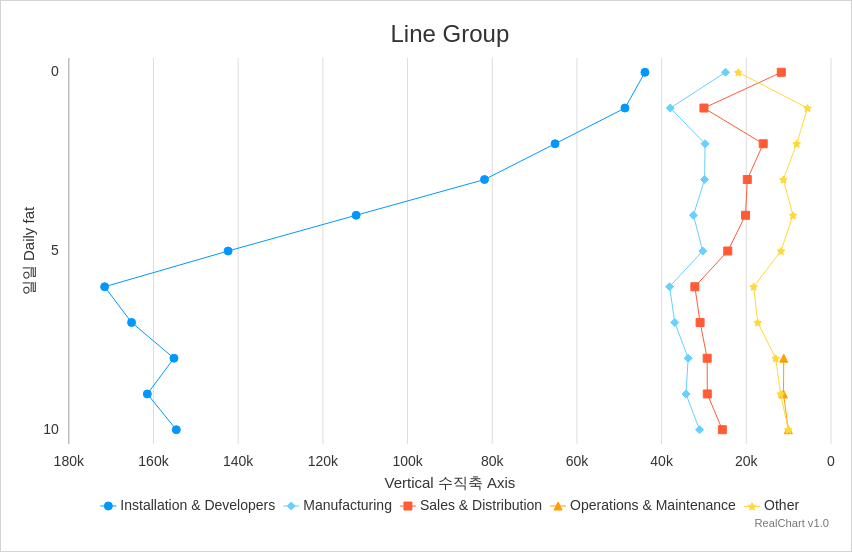 Line Group
0
5
10
일일 Daily fat
180k 160k 140k 120k 100k 80k 60k 40k 20k 0
Vertical 수직축 Axis
Installation & Developers Manufacturing Sales & Distribution Operations & Maintenance Other
RealChart v1.0